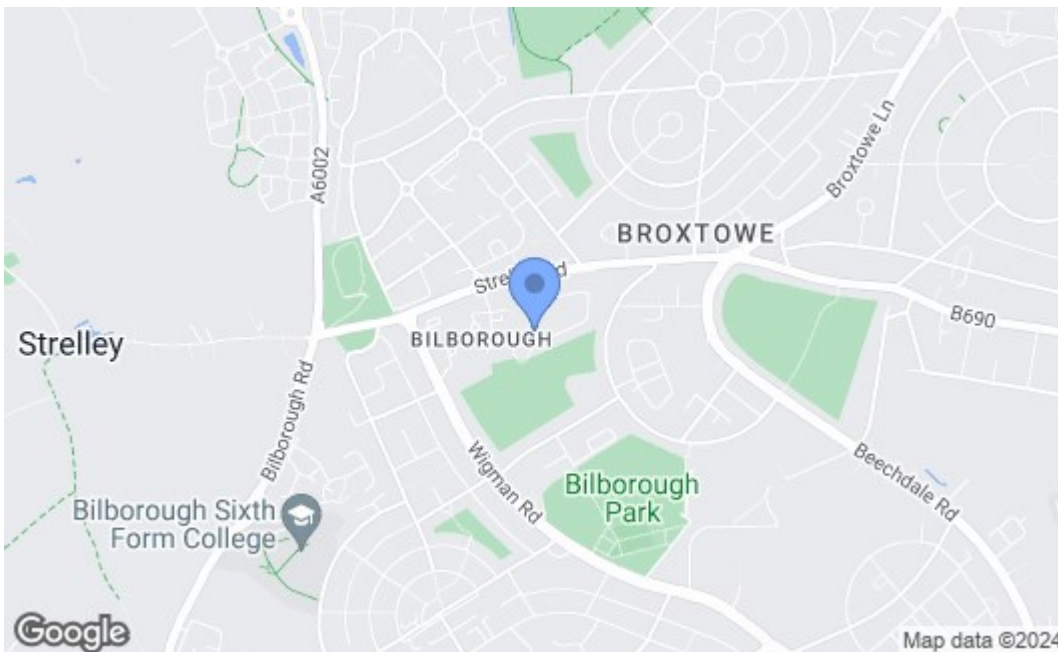 A6002
Broxtowe Ln
BROXTOWE
B690
BILBOROUGH
Strelley
Bilborough Rd
Wigman Rd
Beechdale Rd
Bilborough
Park
Bilborough Sixth
Form College
Google
Map data ©2024